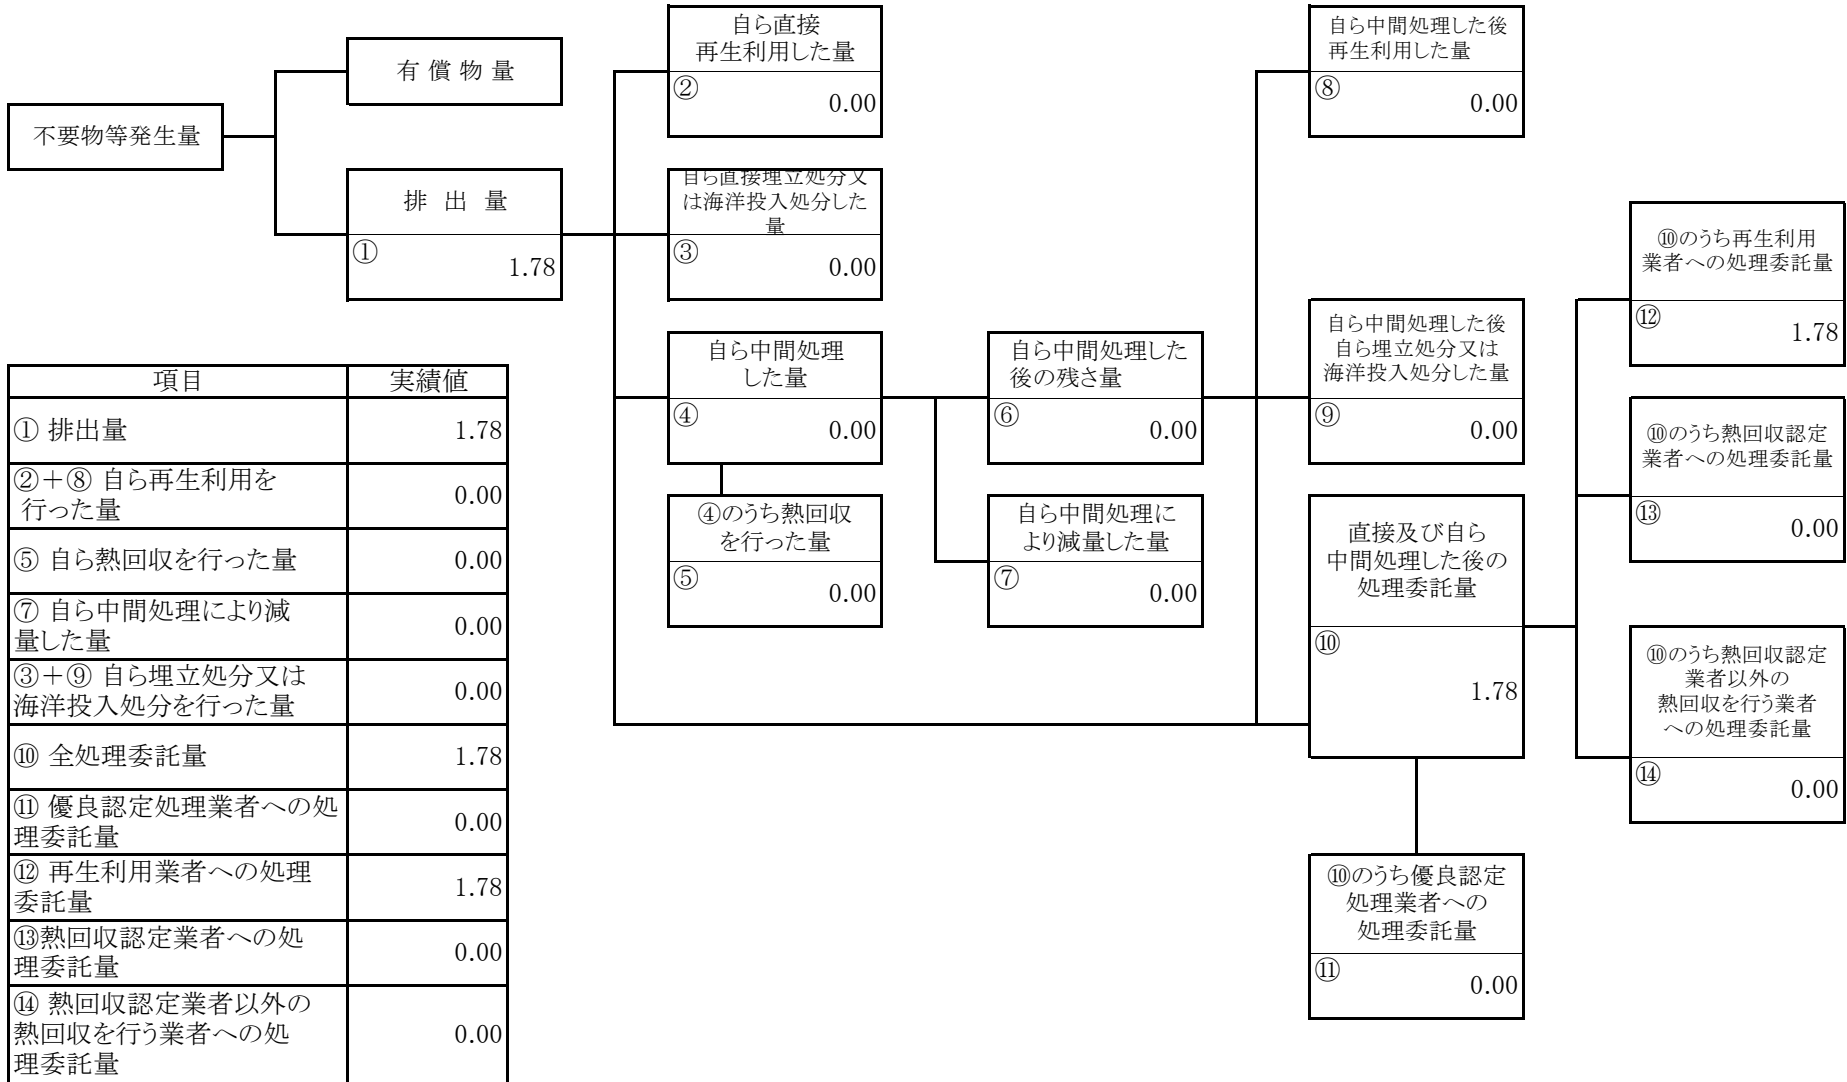 不要物等発生量
有 償 物 量
排 出 量
①
1.78
自ら直接
再生利用した量
②
0.00
自ら直接埋立処分又
は海洋投入処分した
量
③
0.00
自ら中間処理
した量
④
0.00
④のうち熱回収
を行った量
⑤
0.00
自ら中間処理した
後の残さ量
⑥
0.00
自ら中間処理に
より減量した量
⑦
0.00
自ら中間処理した後
再生利用した量
⑧
0.00
自ら中間処理した後
自ら埋立処分又は
海洋投入処分した量
⑨
0.00
直接及び自ら
中間処理した後の
処理委託量
⑩
1.78
⑩のうち優良認定
処理業者への
処理委託量
⑪
0.00
⑩のうち再生利用
業者への処理委託量
⑫
1.78
⑩のうち熱回収認定
業者への処理委託量
⑬
0.00
⑩のうち熱回収認定
業者以外の
熱回収を行う業者
への処理委託量
⑭
0.00
項目 実績値
① 排出量 1.78
②＋⑧ 自ら再生利用を
行った量 0.00
⑤ 自ら熱回収を行った量 0.00
⑦ 自ら中間処理により減
量した量 0.00
③＋⑨ 自ら埋立処分又は
海洋投入処分を行った量 0.00
⑩ 全処理委託量 1.78
⑪ 優良認定処理業者への処
理委託量 0.00
⑫ 再生利用業者への処理
委託量 1.78
⑬熱回収認定業者への処
理委託量 0.00
⑭ 熱回収認定業者以外の
熱回収を行う業者への処
理委託量 0.00